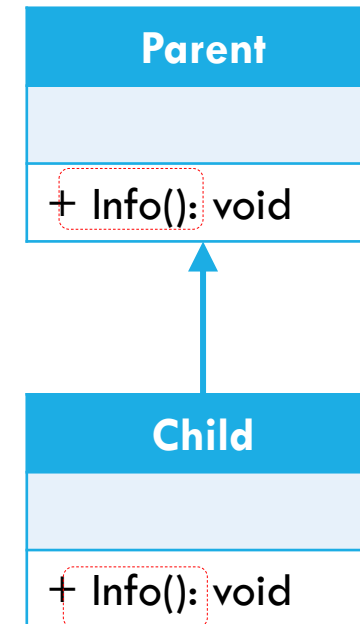 Parent
+ Info(): void
Child
+ Info(): void